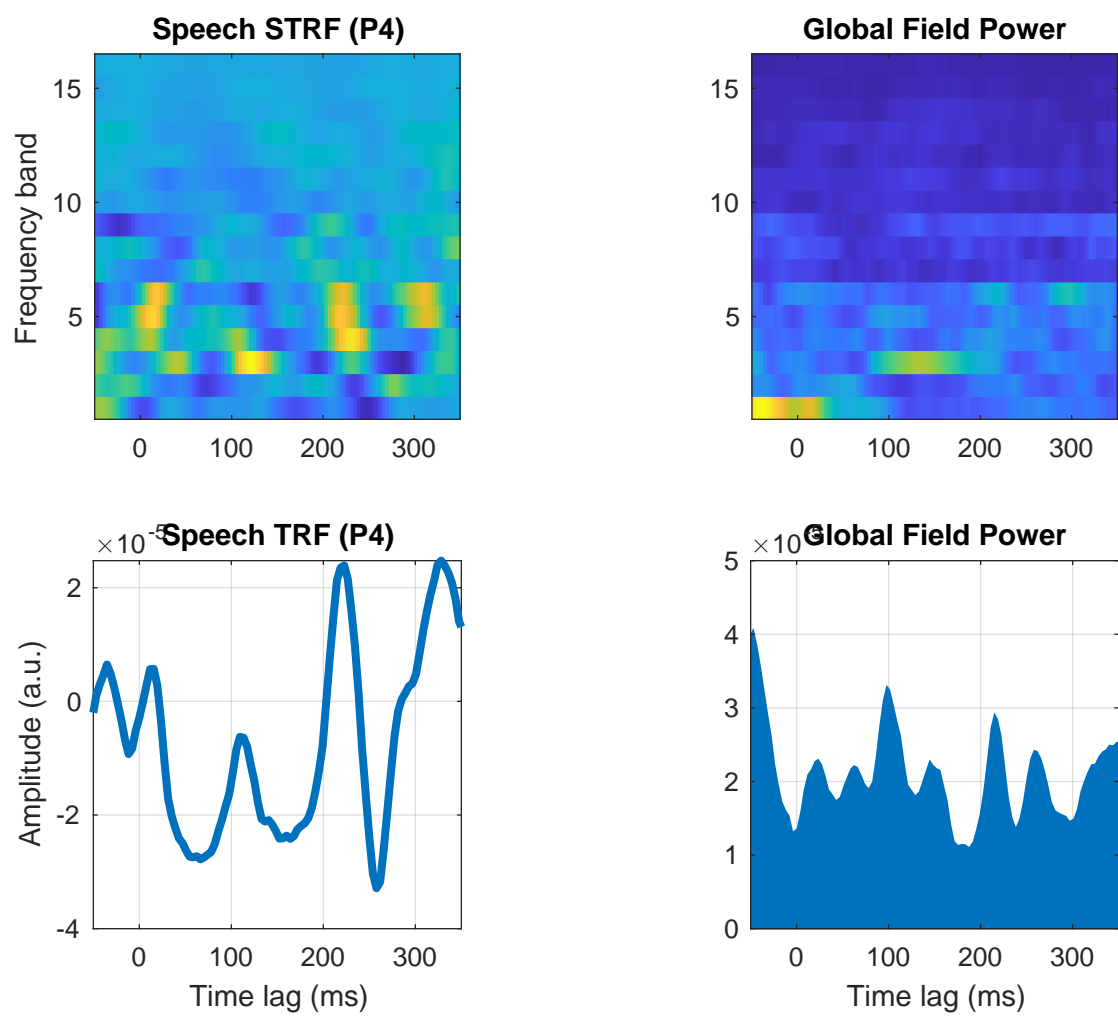 Speech STRF (P4)
Frequency band
15
10
5
0 100 200 300
Global Field Power
15
10
5
0 100 200 300
×10-5
Speech TRF (P4)
Amplitude (a.u.)
2
0
-2
-4
0 100 200 300
Time lag (ms)
×10-5
Global Field Power
5
4
3
2
1
0
0 100 200 300
Time lag (ms)